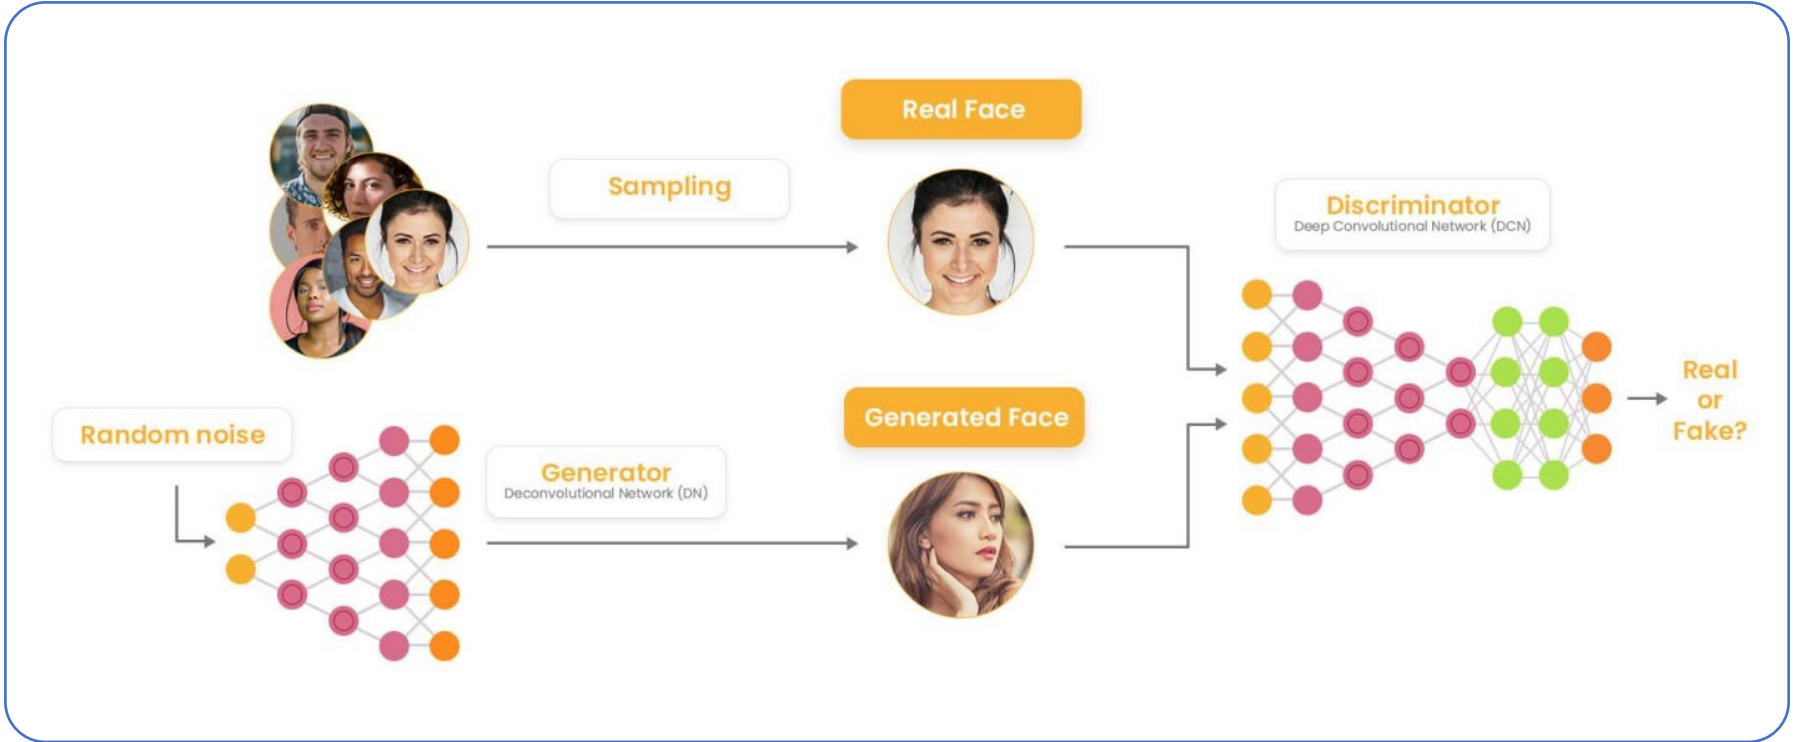 Real Face
Sampling
Discriminator
Deep Convolutional Network (DCN)
Real
or
Fake?
Random noise
Generator
Deconvolutional Network (DN)
Generated Face